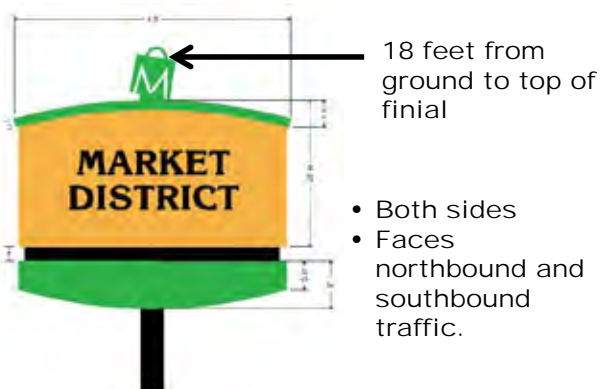 M
18 feet from
ground to top of
finial
MARKET
DISTRICT
• Both sides
• Faces
northbound and
southbound
traffic.